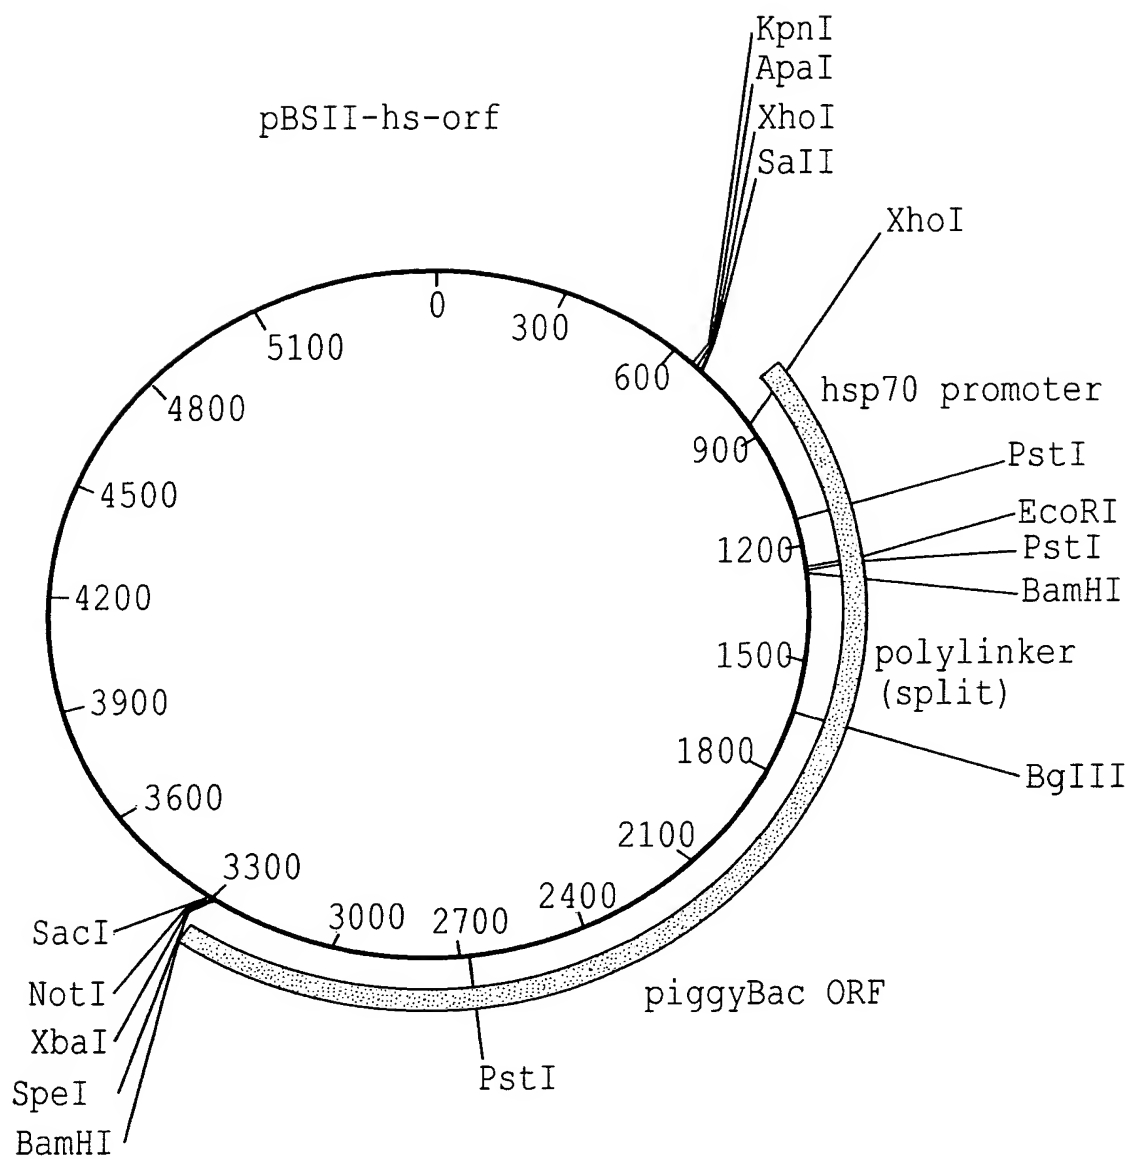 pBSII-hs-orf
KpnI
ApaI
XhoI
SaII
XhoI
hsp70 promoter
PstI
EcoRI
PstI
BamHI
polylinker
(split)
BgIII
piggyBac ORF
PstI
BamHI
SpeI
XbaI
NotI
SacI
0
300
600
900
1200
1500
1800
2100
2400
2700
3000
3300
3600
3900
4200
4500
4800
5100